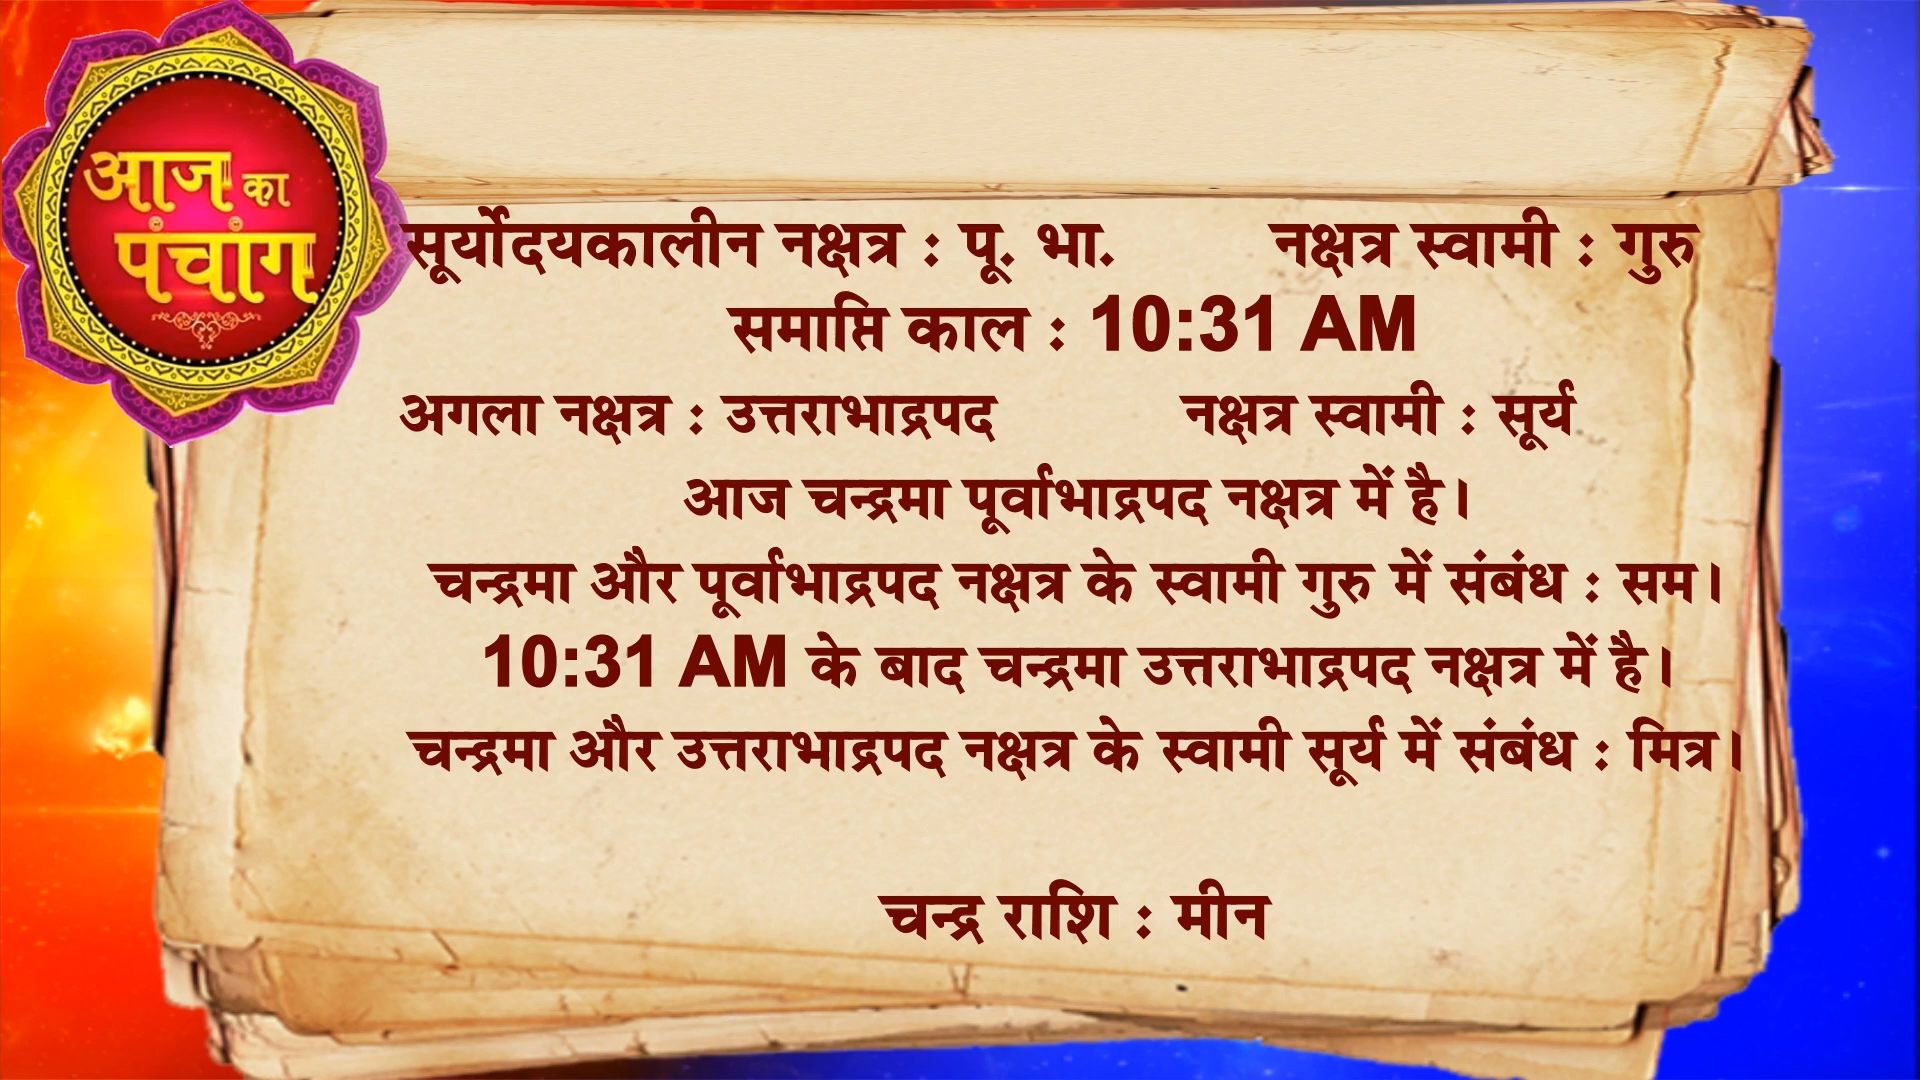 आज का
पंचांग
सूर्योदयकालीन नक्षत्र : पू. भा. नक्षत्र स्वामी : गुरु
समाप्ति काल : 10:31 AM
अगला नक्षत्र : उत्तराभाद्रपद नक्षत्र स्वामी : सूर्य
आज चन्द्रमा पूर्वाभाद्रपद नक्षत्र में है।
चन्द्रमा और पूर्वाभाद्रपद नक्षत्र के स्वामी गुरु में संबंध : सम।
10:31 AM के बाद चन्द्रमा उत्तराभाद्रपद नक्षत्र में है।
चन्द्रमा और उत्तराभाद्रपद नक्षत्र के स्वामी सूर्य में संबंध : मित्र।
चन्द्र राशि : मीन